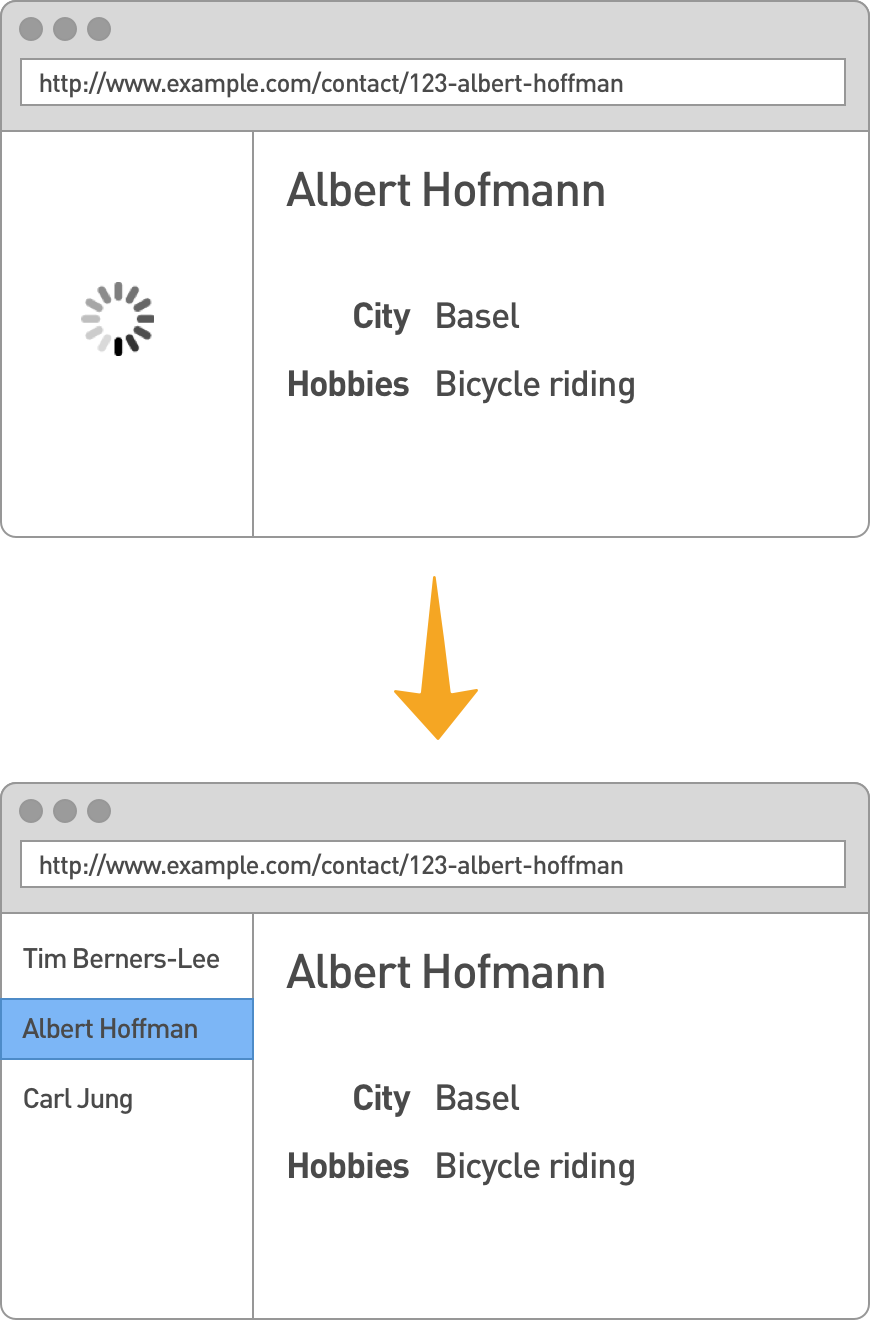 http://www.example.com/contact/123-albert-hoffman
Albert Hofmann
City Basel
Hobbies Bicycle riding
http://www.example.com/contact/123-albert-hoffman
Tim Berners-Lee
Albert Hoffman
Carl Jung
Albert Hofmann
City Basel
Hobbies Bicycle riding